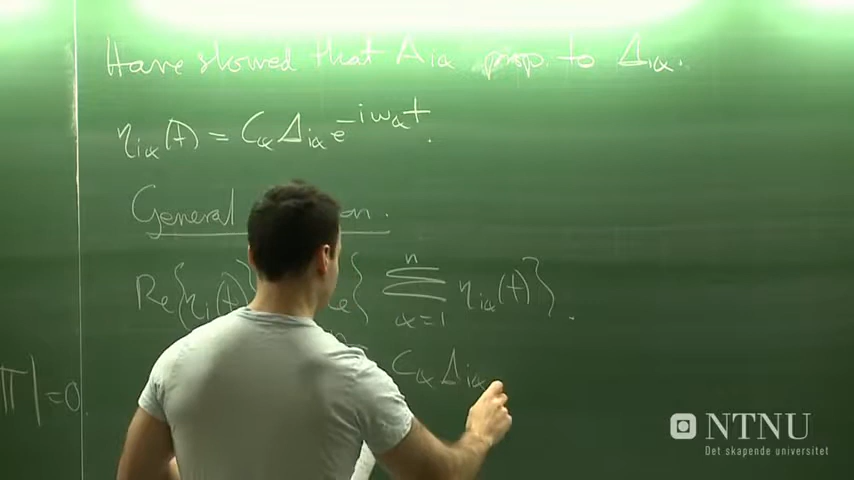 Have showed that A_iα prop. to Δ_iα.
η_iα(t) = C_α Δ_iα e^{-iω_α t}.
General
Re{η_i(t) { Σ_{α=1}^{n} η_iα(t)}.
C_α Δ_iα
|=0.
NTNU
Det skapende universitet